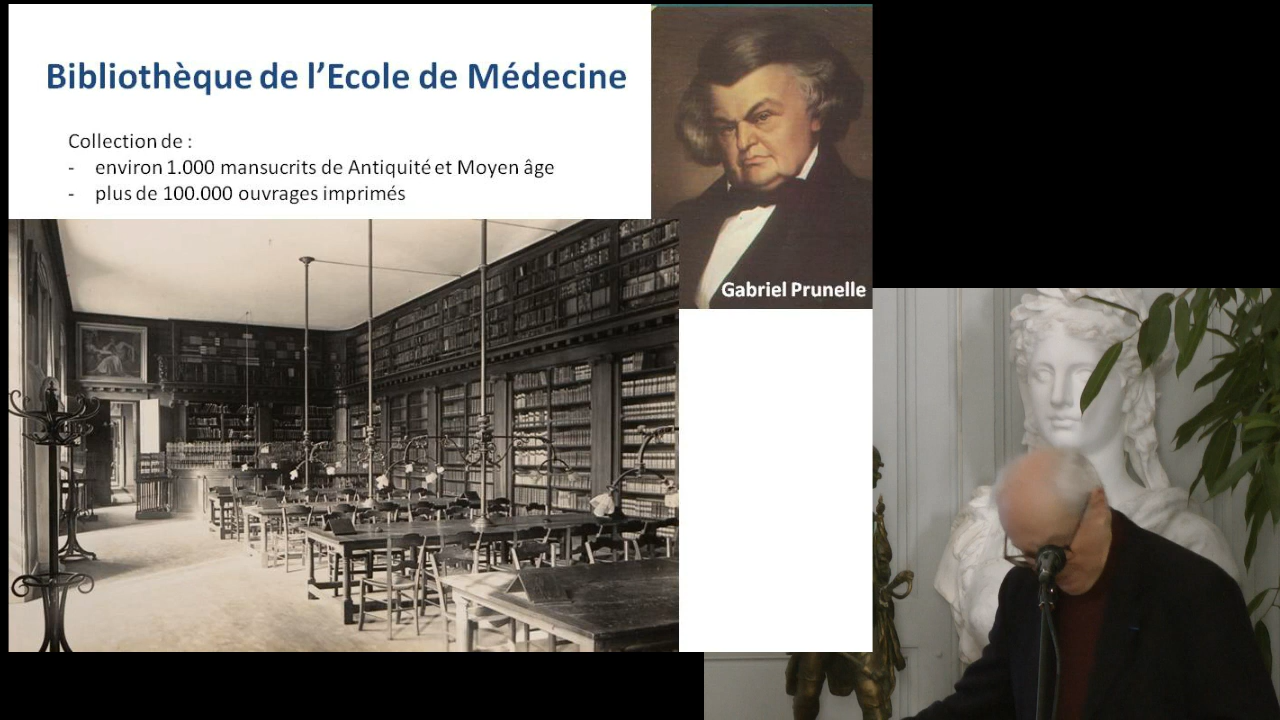 Bibliothèque de l’Ecole de Médecine
Collection de :
- environ 1.000 mansucrits de Antiquité et Moyen âge
- plus de 100.000 ouvrages imprimés
Gabriel Prunelle